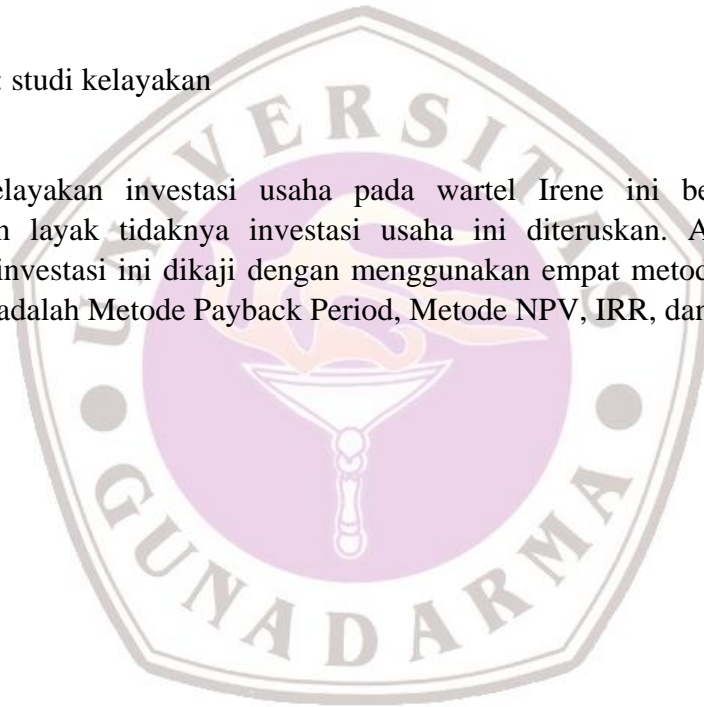 : studi kelayakan
elayakan investasi usaha pada wartel Irene ini be
n layak tidaknya investasi usaha ini diteruskan. A
investasi ini dikaji dengan menggunakan empat metod
adalah Metode Payback Period, Metode NPV, IRR, dan
UNIVERSITAS
GUNADARMA